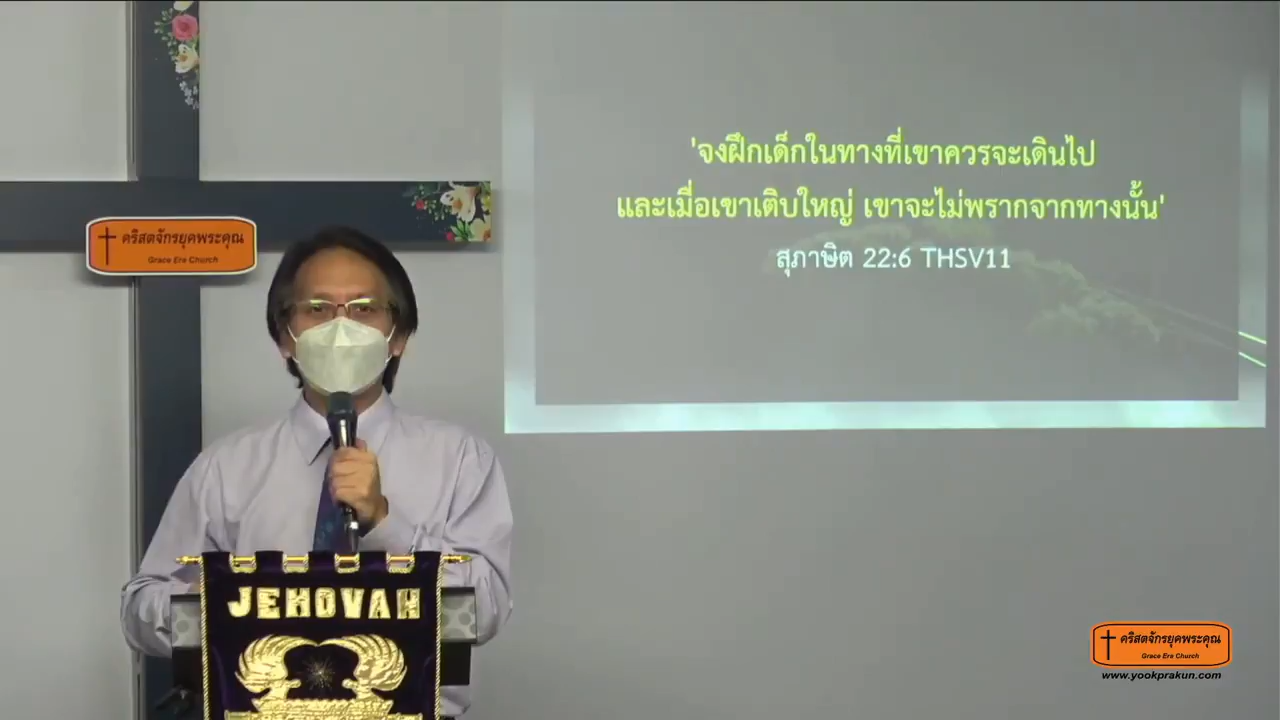 'จงฝึกเด็กในทางที่เขาควรจะเดินไป
และเมื่อเขาเติบใหญ่ เขาจะไม่พรากจากทางนั้น'
สุภาษิต 22:6 THSV11
คริสตจักรยุคพระคุณ
Grace Era Church
JEHOVAH
คริสตจักรยุคพระคุณ
Grace Era Church
www.yookprakun.com